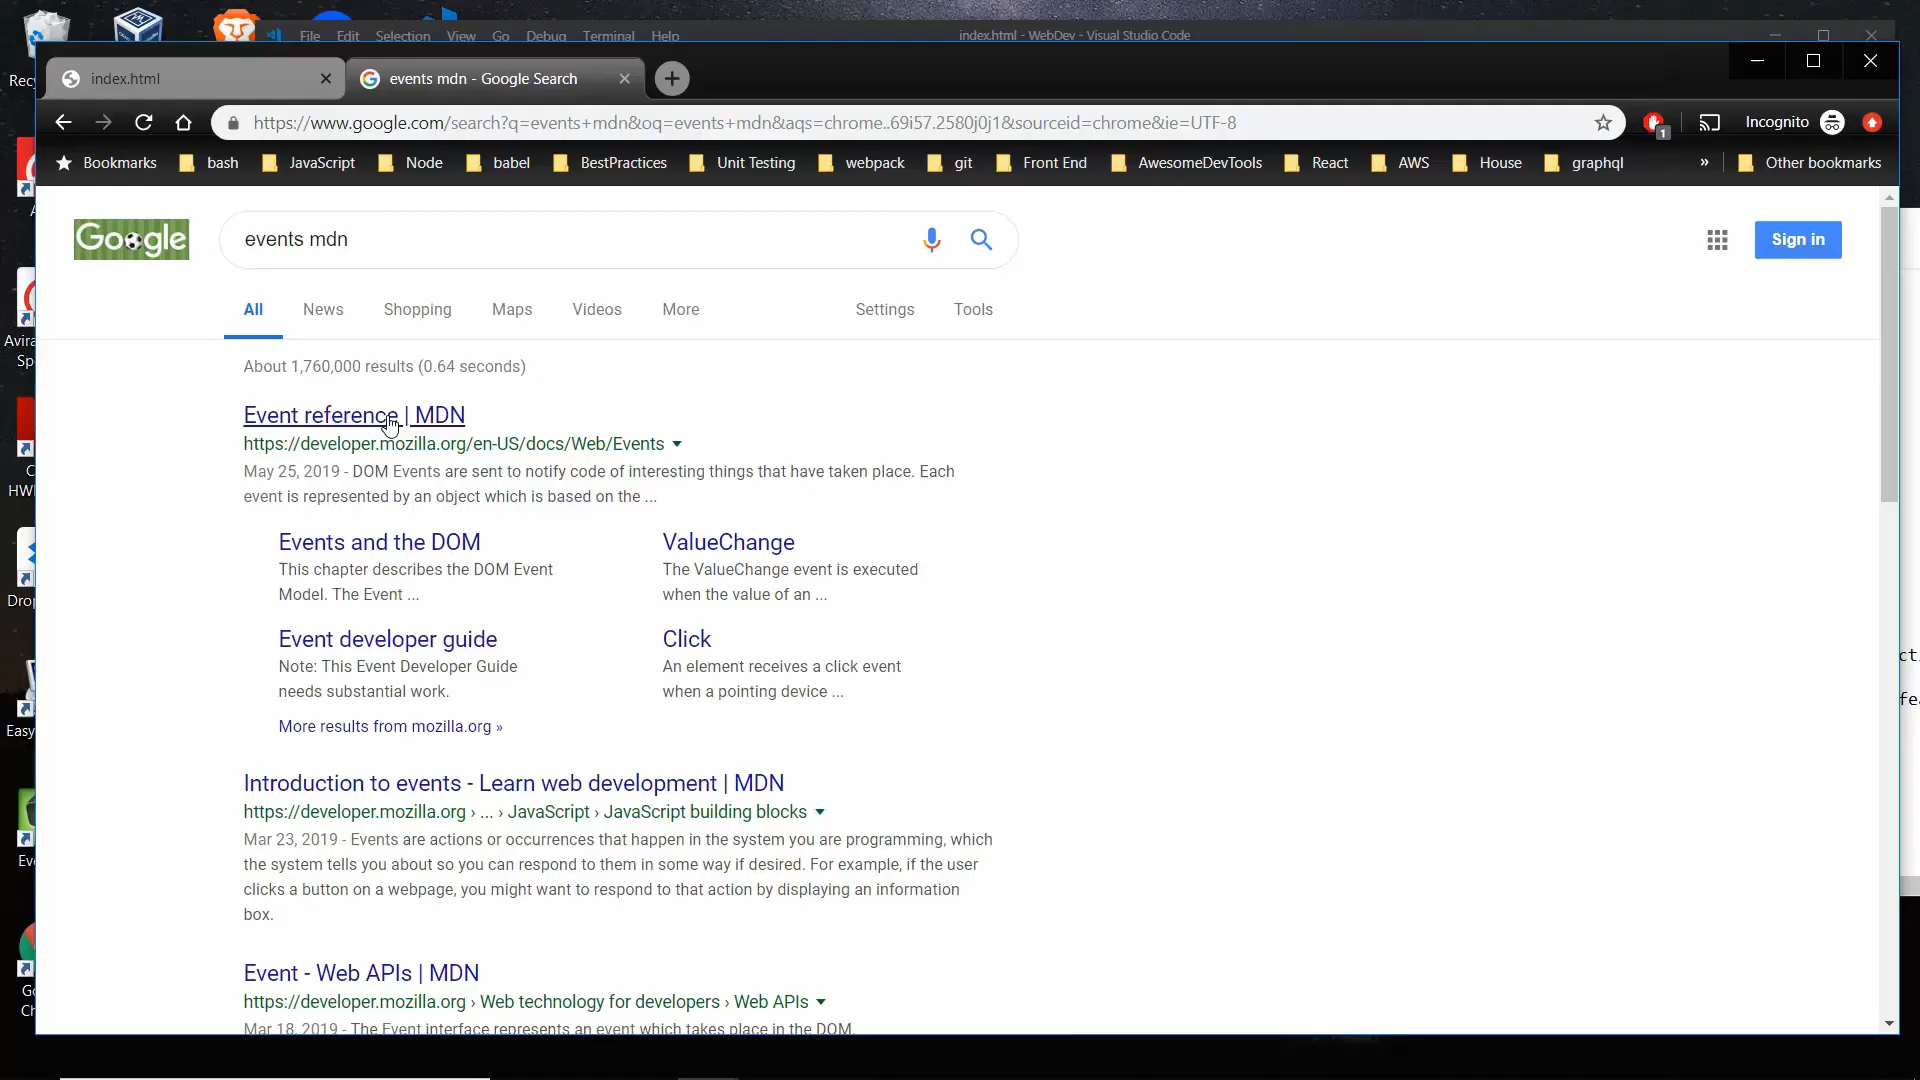 File Edit Selection View Go Debug Terminal Help
index.html - WebDev - Visual Studio Code
index.html
events mdn - Google Search
https://www.google.com/search?q=events+mdn&oq=events+mdn&aqs=chrome..69i57.2580j0j1&sourceid=chrome&ie=UTF-8
1
Incognito
Bookmarks bash JavaScript Node babel BestPractices Unit Testing webpack git Front End AwesomeDevTools React AWS House graphql » Other bookmarks
Google
events mdn
Sign in
All News Shopping Maps Videos More Settings Tools
About 1,760,000 results (0.64 seconds)
Event reference | MDN
https://developer.mozilla.org/en-US/docs/Web/Events
May 25, 2019 - DOM Events are sent to notify code of interesting things that have taken place. Each
event is represented by an object which is based on the ...
Events and the DOM
This chapter describes the DOM Event
Model. The Event ...
ValueChange
The ValueChange event is executed
when the value of an ...
Event developer guide
Note: This Event Developer Guide
needs substantial work.
Click
An element receives a click event
when a pointing device ...
More results from mozilla.org »
Introduction to events - Learn web development | MDN
https://developer.mozilla.org › ... › JavaScript › JavaScript building blocks
Mar 23, 2019 - Events are actions or occurrences that happen in the system you are programming, which
the system tells you about so you can respond to them in some way if desired. For example, if the user
clicks a button on a webpage, you might want to respond to that action by displaying an information
box.
Event - Web APIs | MDN
https://developer.mozilla.org › Web technology for developers › Web APIs
Mar 18, 2019 - The Event interface represents an event which takes place in the DOM.